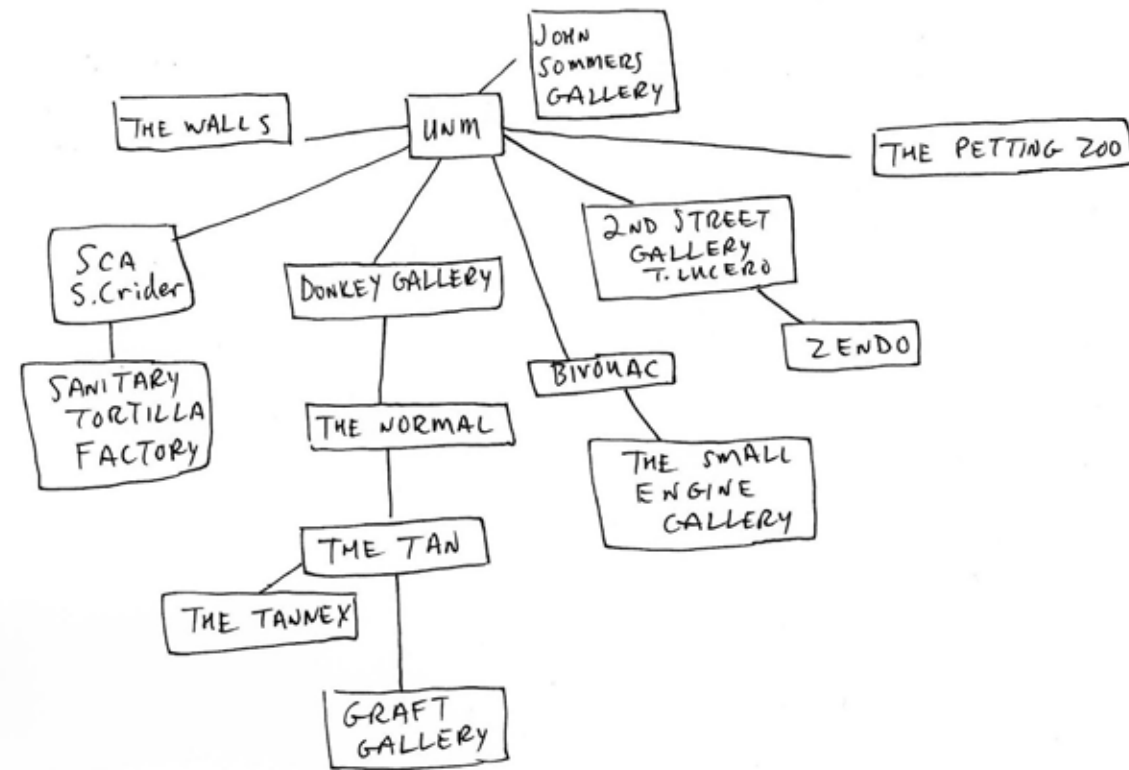 JOHN
SOMMERS
GALLERY
THE WALLS
UNM
THE PETTING ZOO
SCA
S. Crider
DONKEY GALLERY
2ND STREET
GALLERY
T. LUCERO
ZENDO
BIVOUAC
SANITARY
TORTILLA
FACTORY
THE NORMAL
THE SMALL
ENGINE
GALLERY
THE TAN
THE TANNEX
GRAFT
GALLERY